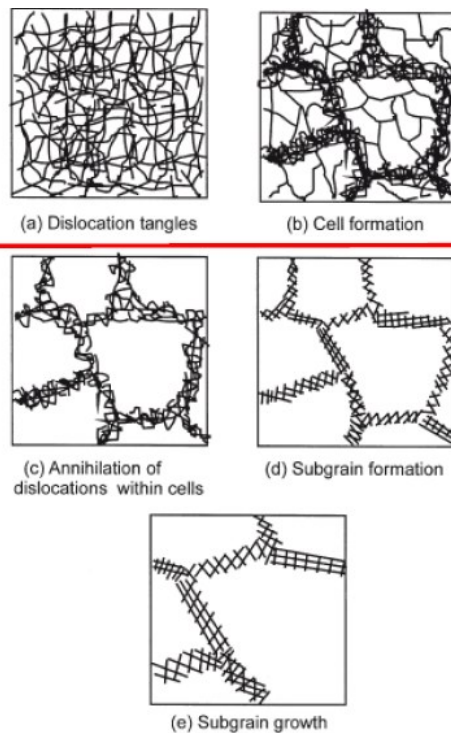 (a) Dislocation tangles
(b) Cell formation
(c) Annihilation of
dislocations within cells
(d) Subgrain formation
(e) Subgrain growth